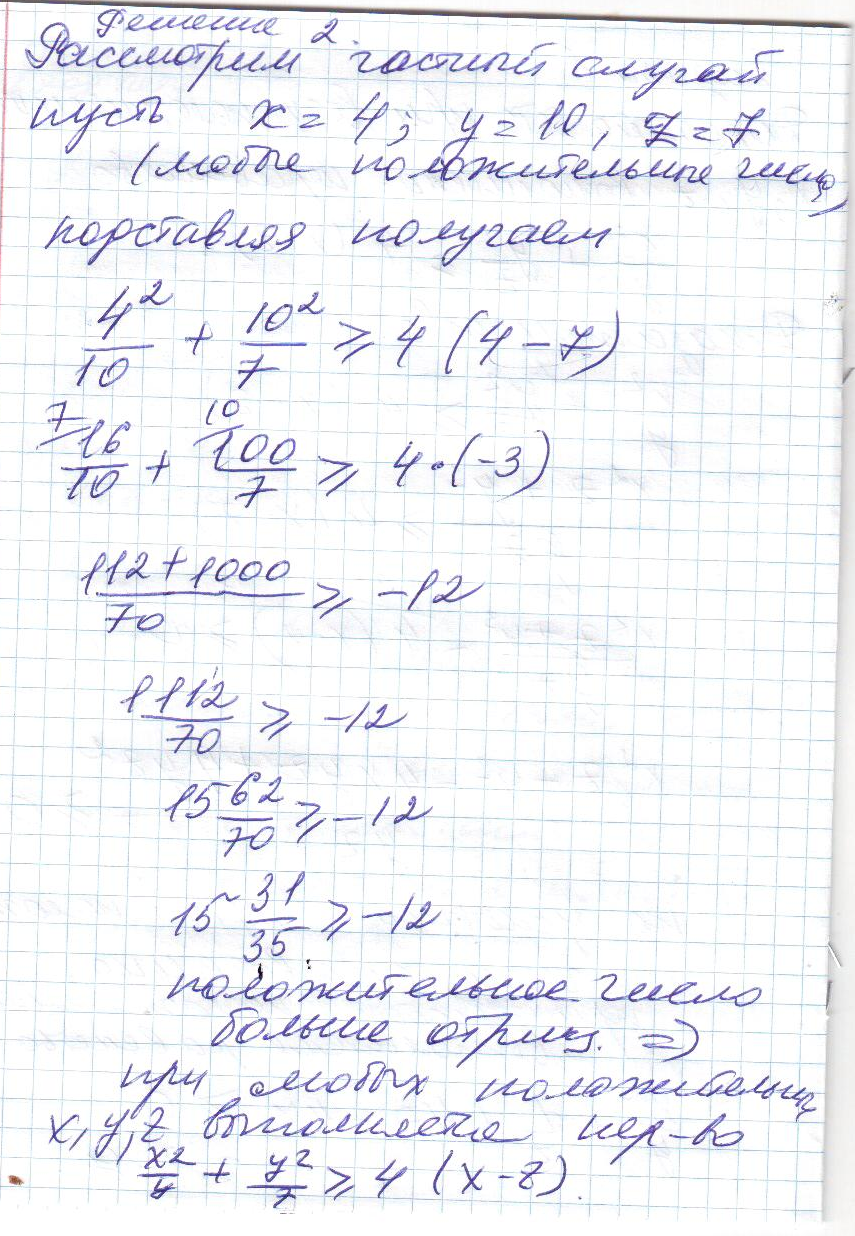 Решение 2.
Рассмотрим частный случай
пусть x = 4; y = 10, z = 7
(любые положительные числа)
подставляя получаем
4²/10 + 10²/7 ⩾ 4 (4 - 7)
⁷⁄16/10 + ¹⁰⁄100/7 ⩾ 4·(-3)
112+1000/70 ⩾ -12
1112/70 ⩾ -12
15 62/70 ⩾ -12
15 31/35 ⩾ -12
положительное число
больше отриц. =>
при любых положительных
x, y, z выполняется нер-во
x²/y + y²/z ⩾ 4 (x-z).